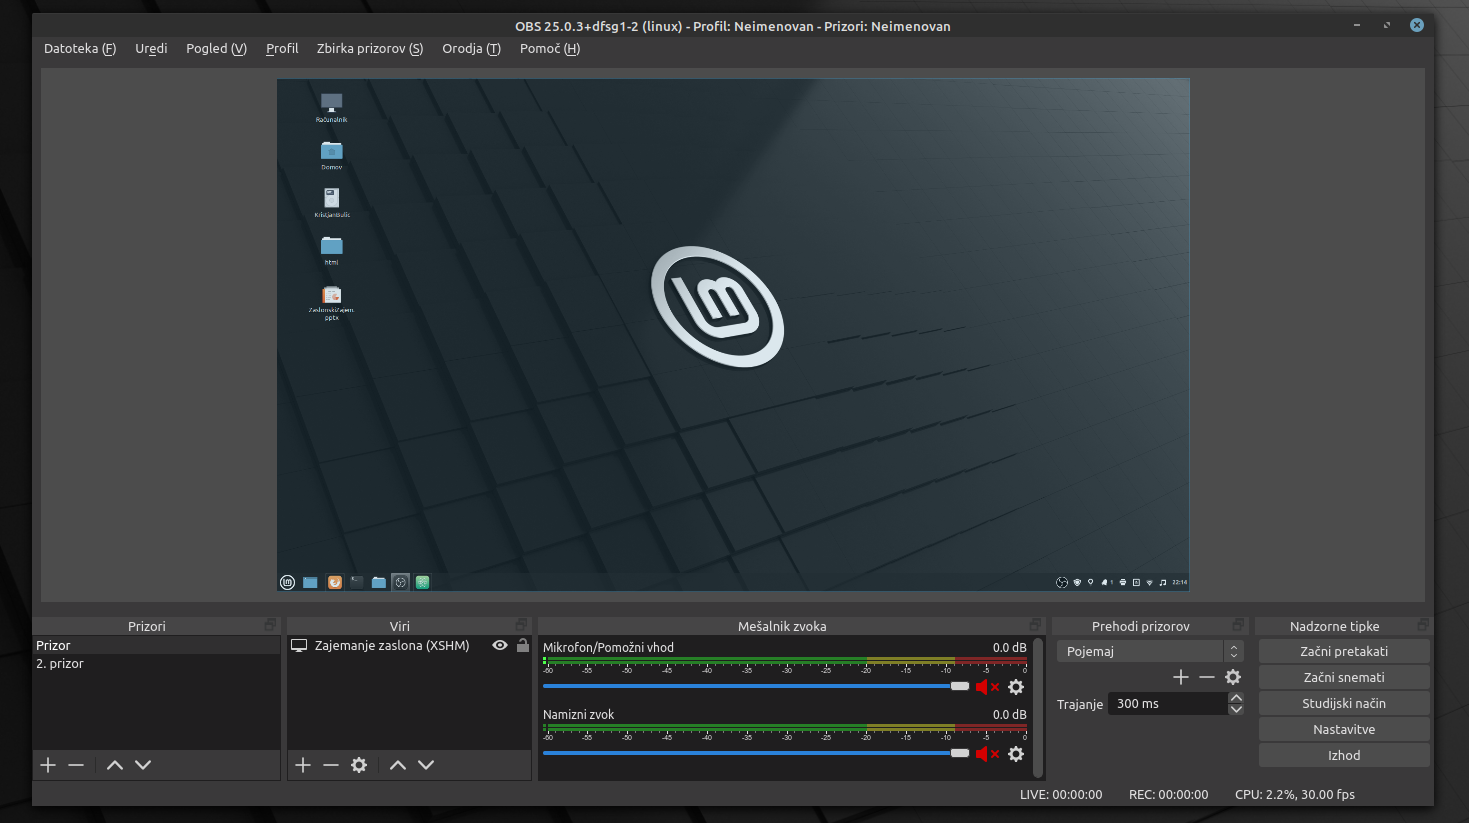 OBS 25.0.3+dfsg1-2 (linux) - Profil: Neimenovan - Prizori: Neimenovan
Datoteka (F) Uredi Pogled (V) Profil Zbirka prizorov (S) Orodja (T) Pomoč (H)
Računalnik
Domov
KristjanBulic
html
ZaslonskiZajem.
pptx
1 22:14
Prizori
Prizor
2. prizor
Viri
Zajemanje zaslona (XSHM)
Mešalnik zvoka
Mikrofon/Pomožni vhod 0.0 dB
-60 -55 -50 -45 -40 -35 -30 -25 -20 -15 -10 -5 0
Namizni zvok 0.0 dB
-60 -55 -50 -45 -40 -35 -30 -25 -20 -15 -10 -5 0
Prehodi prizorov
Pojemaj
Trajanje 300 ms
Nadzorne tipke
Začni pretakati
Začni snemati
Studijski način
Nastavitve
Izhod
LIVE: 00:00:00 REC: 00:00:00 CPU: 2.2%, 30.00 fps